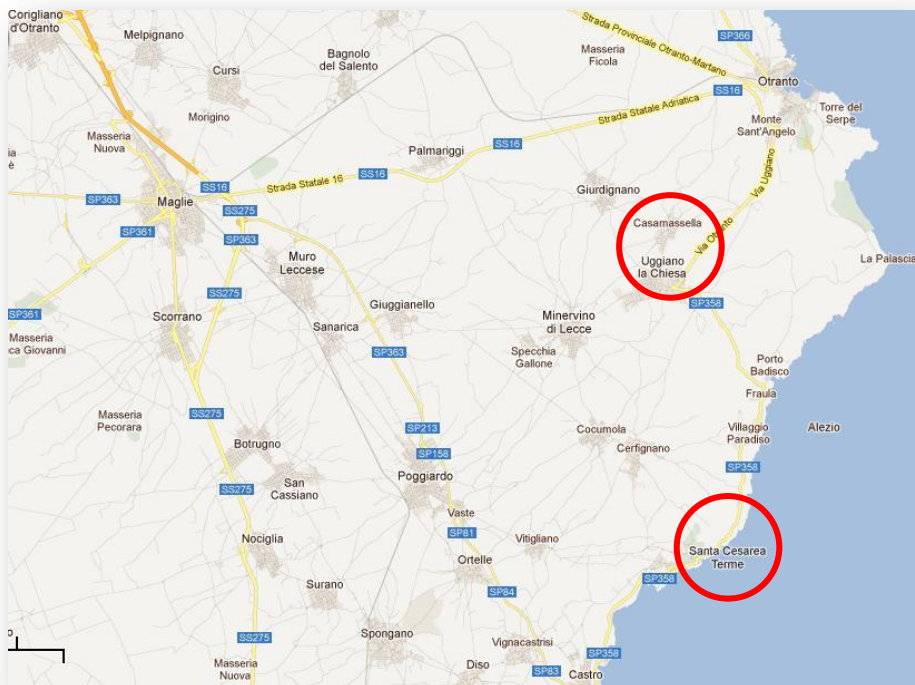 Corigliano
d'Otranto
Melpignano
Cursi
Bagnolo
del Salento
Strada Provinciale Otranto-Martano
SP366
Masseria
Ficola
Otranto
SS16
Torre del
Serpe
Monte
Sant'Angelo
Strada Statale Adriatica
Morigino
Masseria
Nuova
SS16
Palmariggi
SS16
SS16
Strada Statale 16
Via Uggiano
Giurdignano
SP363
Maglie
SS275
SP361
SP363
Casamassella
Via Otranto
Muro
Leccese
Uggiano
la Chiesa
La Palascia
SS275
SP358
Giuggianello
SP361
Scorrano
Sanarica
Minervino
di Lecce
Masseria
ca Giovanni
SP363
Specchia
Gallone
Porto
Badisco
Fraula
SS275
Masseria
Pecorara
SP213
Cocumola
Villaggio
Paradiso
Alezio
Botrugno
SP158
Cerfignano
Poggiardo
SP358
San
Cassiano
SS275
Vaste
SP81
Nociglia
Vitigliano
Santa Cesarea
Terme
Ortelle
SP358
Surano
SP84
SS275
Spongano
Vignacastrisi
SP358
Masseria
Nuova
Diso
SP83
Castro